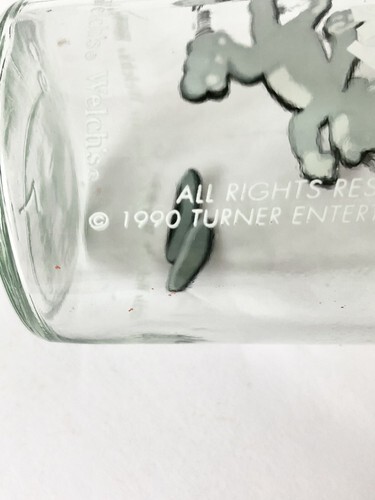 Welch's®
ALL RIGHTS RES
© 1990 TURNER ENTER